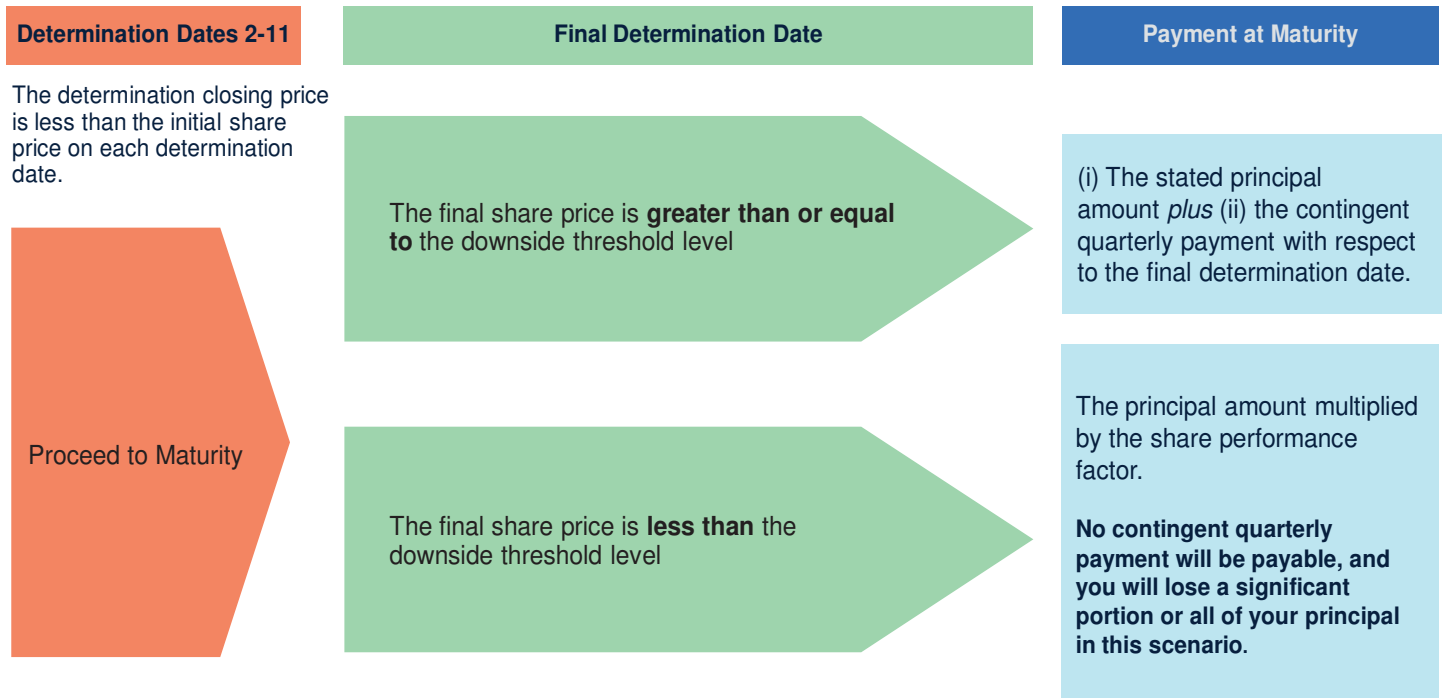 Determination Dates 2-11
Final Determination Date
Payment at Maturity
The determination closing price
is less than the initial share
price on each determination
date.
Proceed to Maturity
The final share price is greater than or equal
to the downside threshold level
(i) The stated principal
amount plus (ii) the contingent
quarterly payment with respect
to the final determination date.
The final share price is less than the
downside threshold level
The principal amount multiplied
by the share performance
factor.
No contingent quarterly
payment will be payable, and
you will lose a significant
portion or all of your principal
in this scenario.